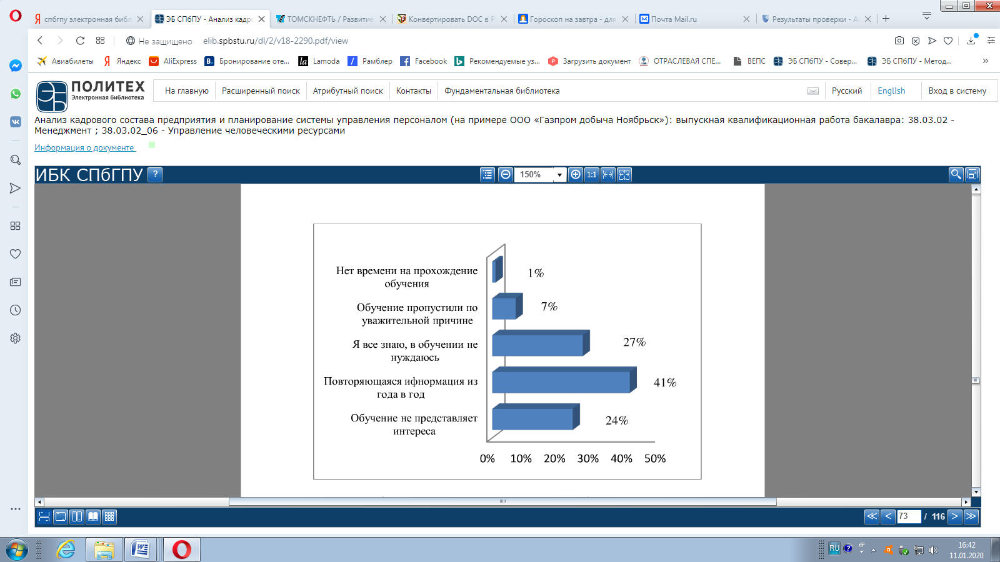 спбгпу электронная библ
ЭБ СПбПУ - Анализ кадро
ТОМСКНЕФТЬ / Развитие
Конвертировать DOC в P
Гороскоп на завтра - для
Почта Mail.ru
Результаты проверки - А
Не защищено elib.spbstu.ru/dl/2/v18-2290.pdf/view
Авиабилеты
Яндекс
AliExpress
B. Бронирование оте...
la Lamoda
Рамблер
Facebook
Рекомендуемые уз...
Загрузить документ
ОТРАСЛЕВАЯ СПЕ...
ВЕПС
ЭБ СПбПУ - Совер...
ЭБ СПбПУ - Метод...
ПОЛИТЕХ
Электронная библиотека
На главную
Расширенный поиск
Атрибутный поиск
Контакты
Фундаментальная библиотека
Русский
English
Вход в систему
Анализ кадрового состава предприятия и планирование системы управления персоналом (на примере ООО «Газпром добыча Ноябрьск»): выпускная квалификационная работа бакалавра: 38.03.02 -
Менеджмент ; 38.03.02_06 - Управление человеческими ресурсами
Информация о документе
ИБК СПбГПУ ?
150%
1:1
Нет времени на прохождение
обучения
1%
Обучение пропустили по
уважительной причине
7%
Я все знаю, в обучении не
нуждаюсь
27%
Повторяющаяся ифнормация из
года в год
41%
Обучение не представляет
интереса
24%
0% 10% 20% 30% 40% 50%
73 / 116
RU
16:42
11.01.2020